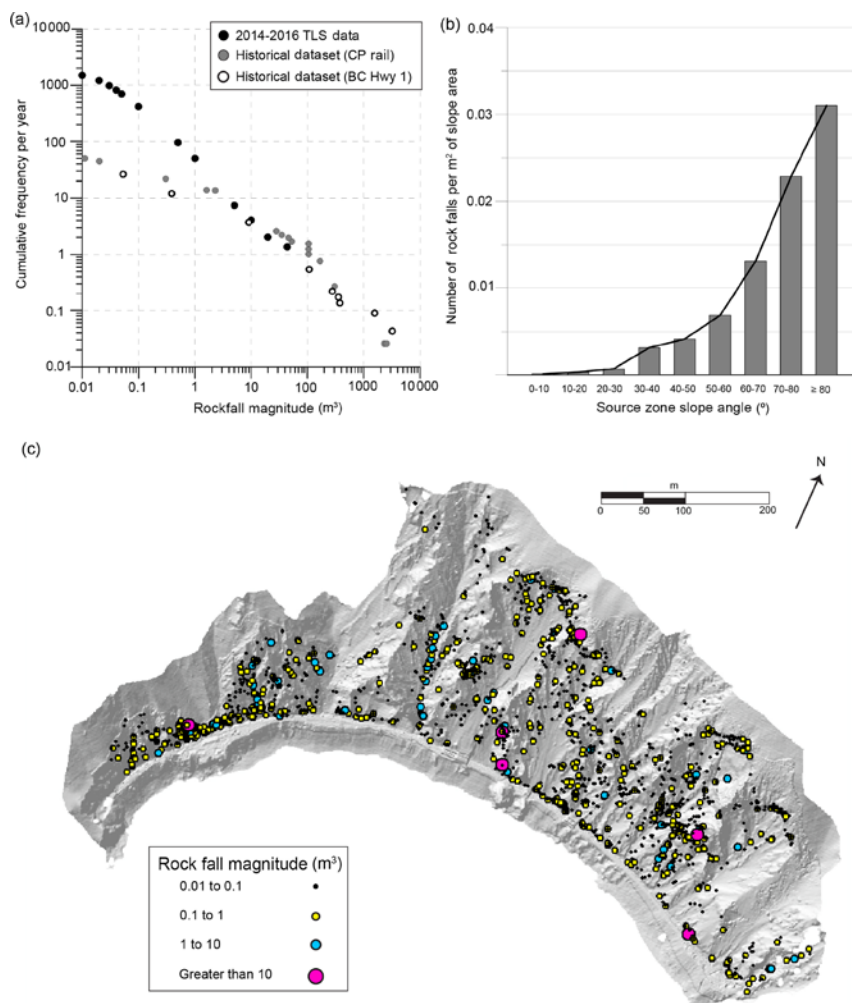 (a)
10000
1000
100
10
1
0.1
0.01
Cumulative frequency per year
2014-2016 TLS data
Historical dataset (CP rail)
Historical dataset (BC Hwy 1)
0.01
0.1
1
10
100
1000
10000
Rockfall magnitude (m³)
(b)
0.04
0.03
0.02
0.01
Number of rock falls per m² of slope area
0-10
10-20
20-30
30-40
40-50
50-60
60-70
70-80
≥ 80
Source zone slope angle (º)
(c)
m
0
50
100
200
N
Rock fall magnitude (m³)
0.01 to 0.1
0.1 to 1
1 to 10
Greater than 10